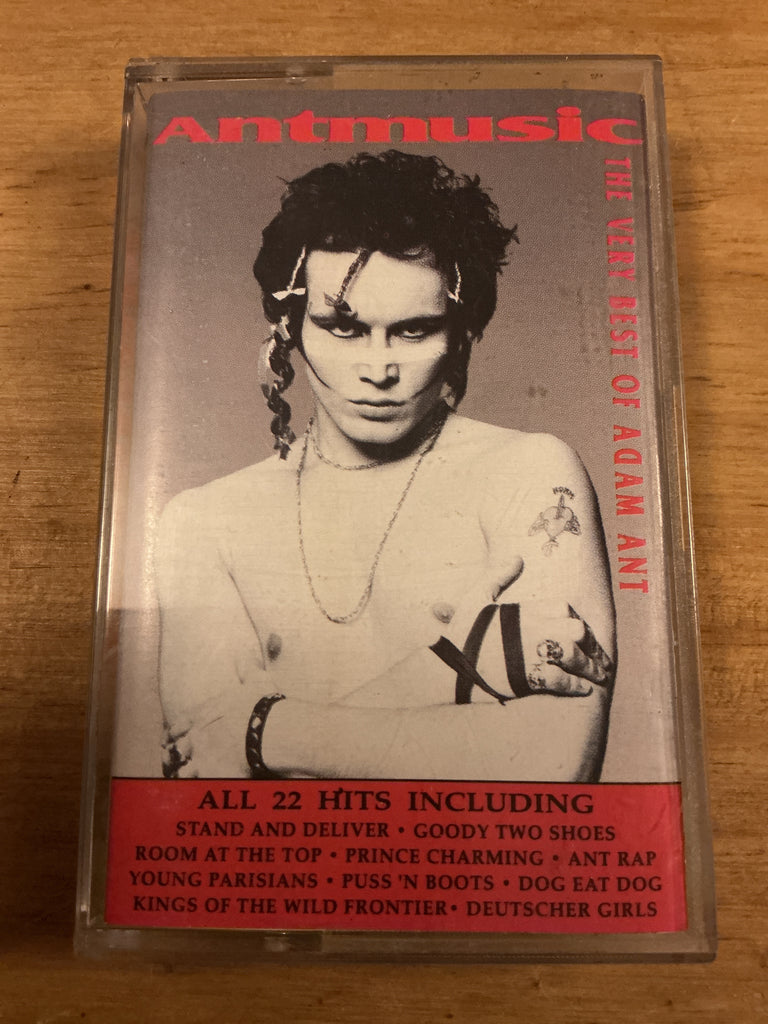 Antmusic
THE VERY BEST OF ADAM ANT
ALL 22 HITS INCLUDING
STAND AND DELIVER • GOODY TWO SHOES
ROOM AT THE TOP • PRINCE CHARMING • ANT RAP
YOUNG PARISIANS • PUSS 'N BOOTS • DOG EAT DOG
KINGS OF THE WILD FRONTIER • DEUTSCHER GIRLS